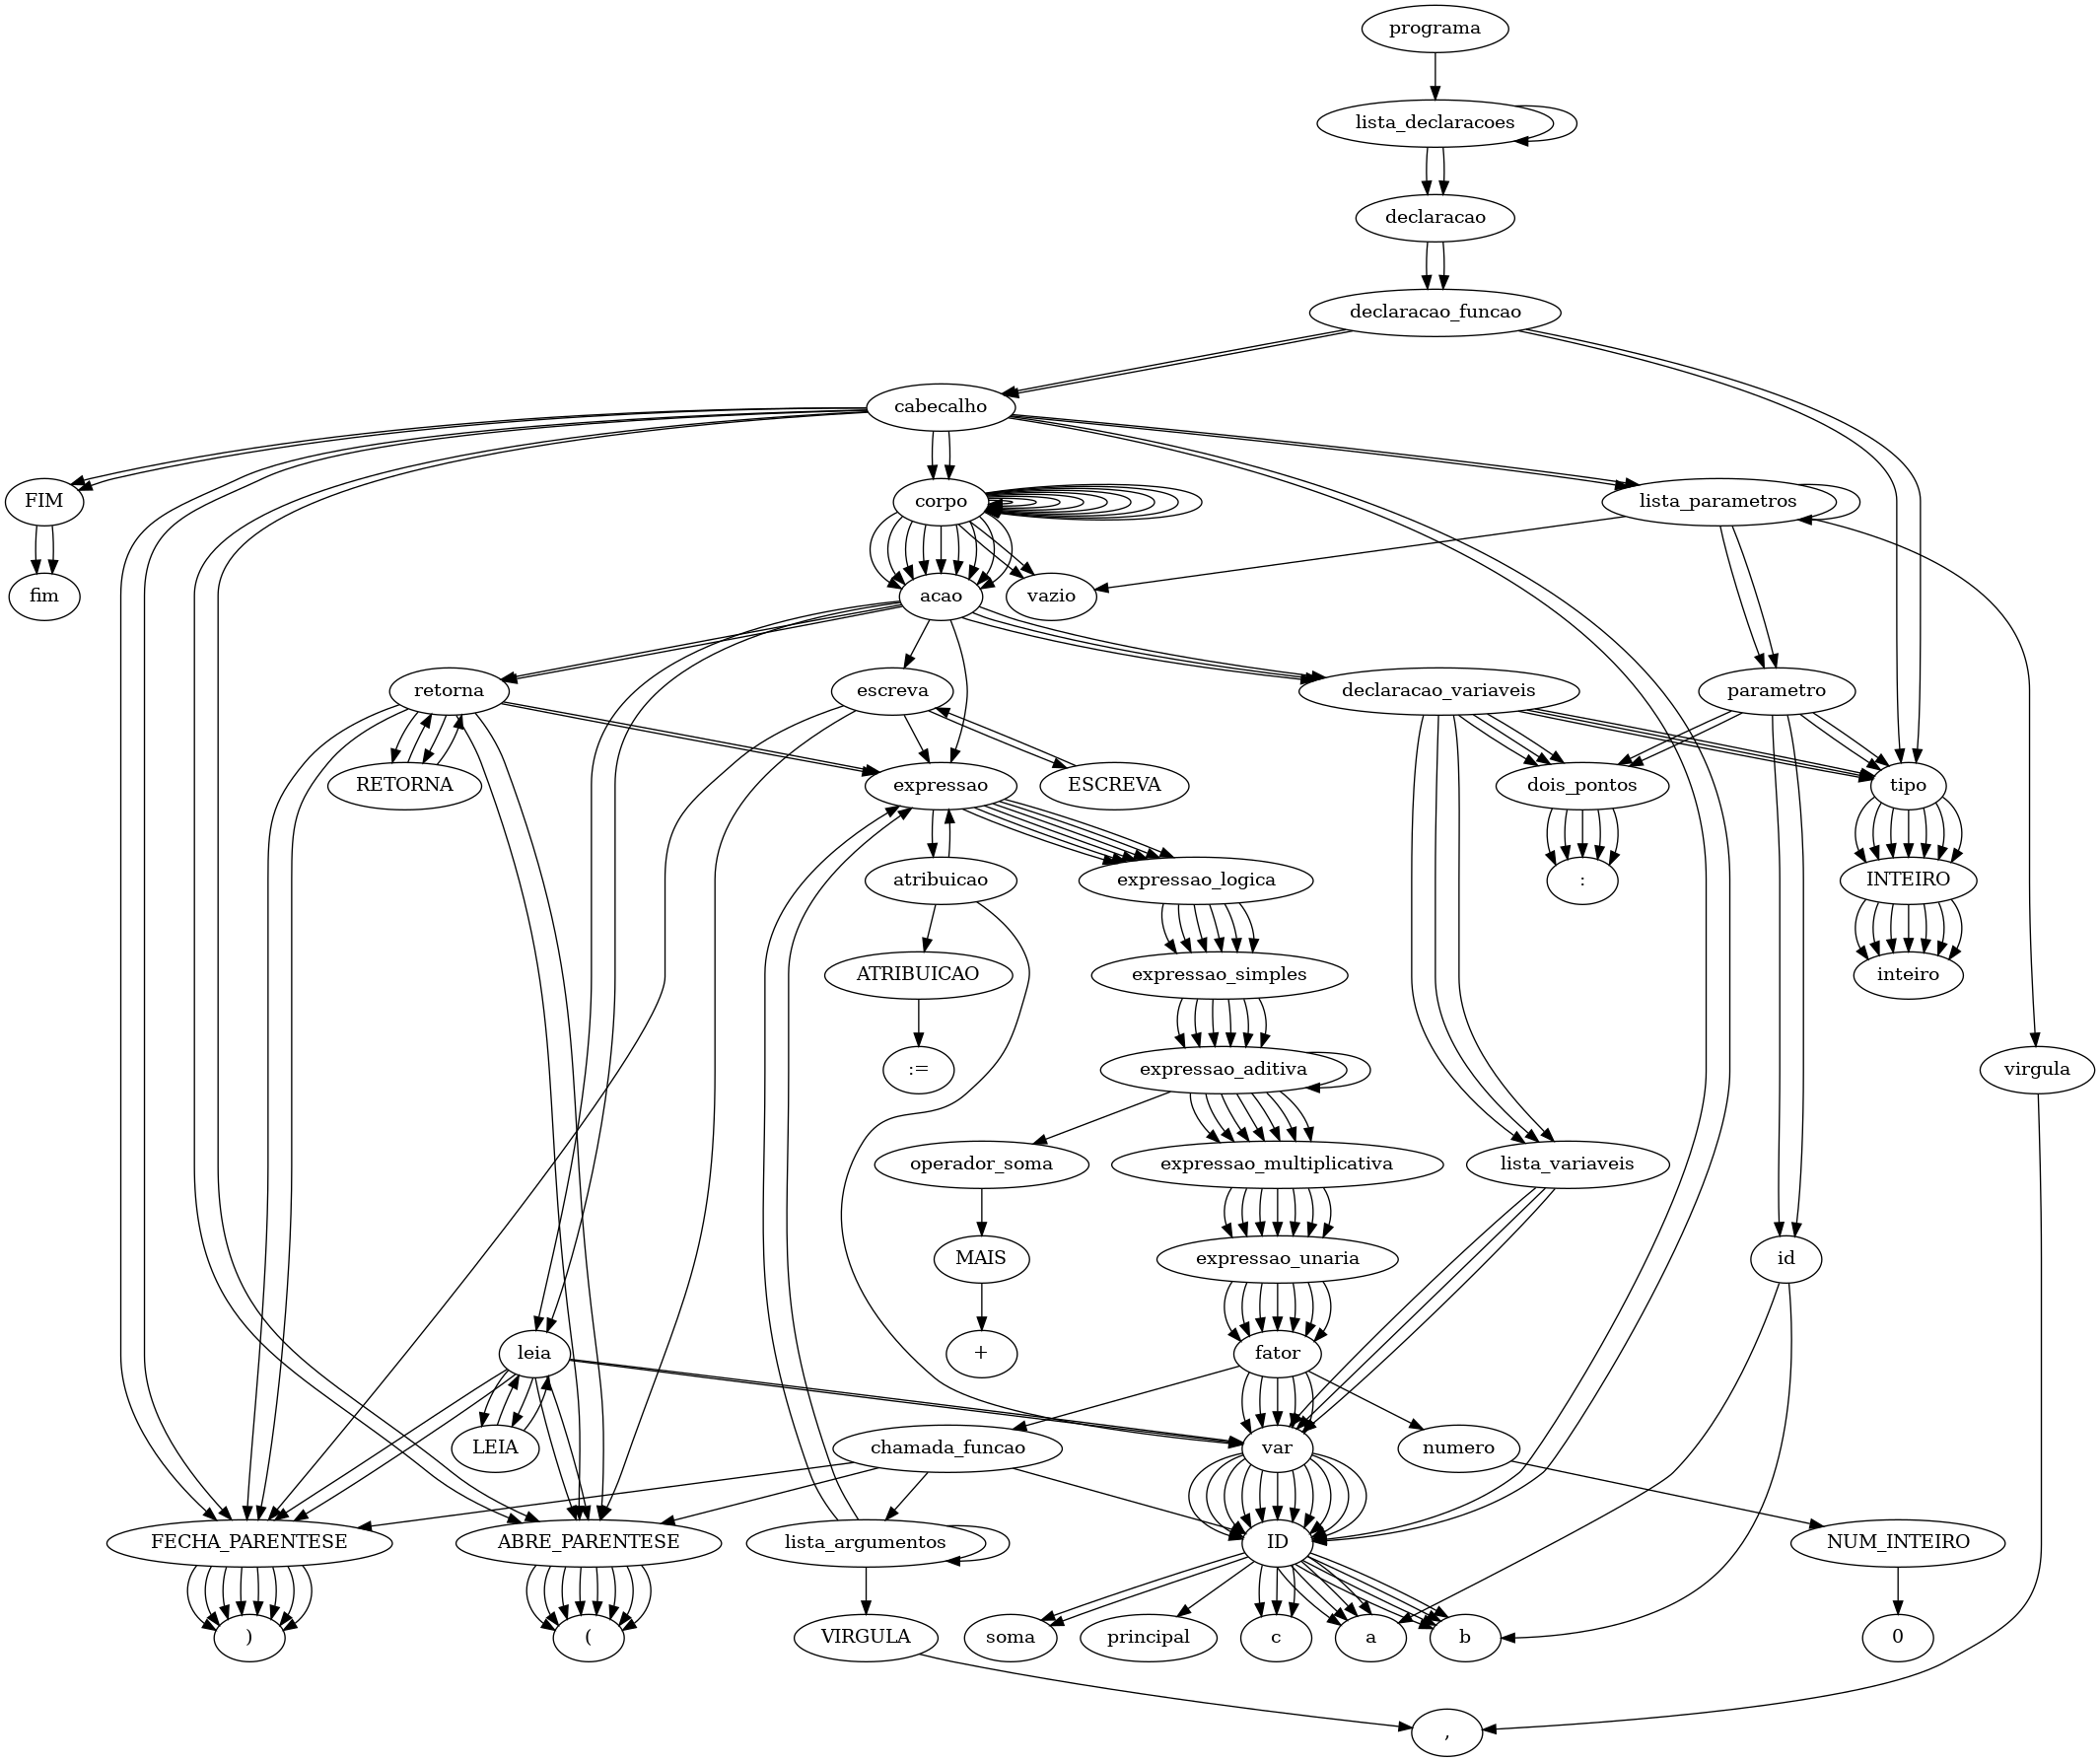 programa
lista_declaracoes
declaracao
declaracao_funcao
cabecalho
FIM
corpo
lista_parametros
fim
acao
vazio
retorna
escreva
declaracao_variaveis
parametro
RETORNA
expressao
ESCREVA
dois_pontos
tipo
atribuicao
expressao_logica
:
INTEIRO
ATRIBUICAO
expressao_simples
inteiro
:=
expressao_aditiva
virgula
operador_soma
expressao_multiplicativa
lista_variaveis
MAIS
expressao_unaria
id
+
leia
fator
LEIA
chamada_funcao
var
numero
FECHA_PARENTESE
ABRE_PARENTESE
lista_argumentos
ID
NUM_INTEIRO
)
(
VIRGULA
soma
principal
c
a
b
0
,